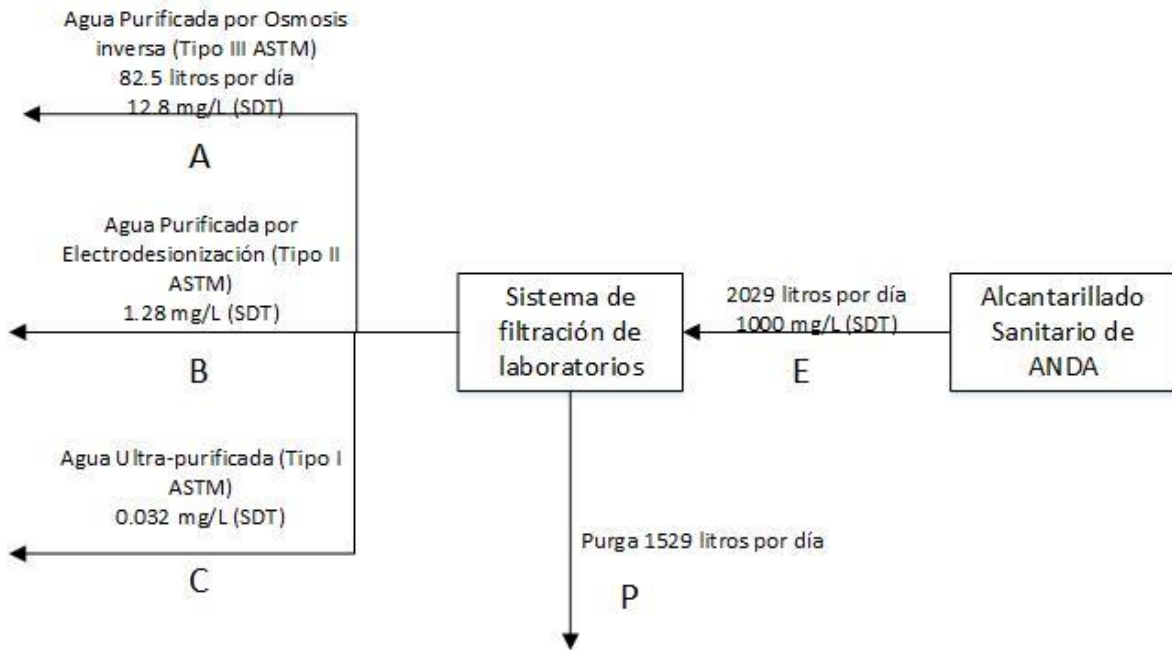 Agua Purificada por Osmosis
inversa (Tipo III ASTM)
82.5 litros por día
12.8 mg/L (SDT)
A
Agua Purificada por
Electrodesionización (Tipo II
ASTM)
1.28 mg/L (SDT)
B
Agua Ultra-purificada (Tipo I
ASTM)
0.032 mg/L (SDT)
C
Sistema de
filtración de
laboratorios
2029 litros por día
1000 mg/L (SDT)
E
Alcantarillado
Sanitario de
ANDA
Purga 1529 litros por día
P